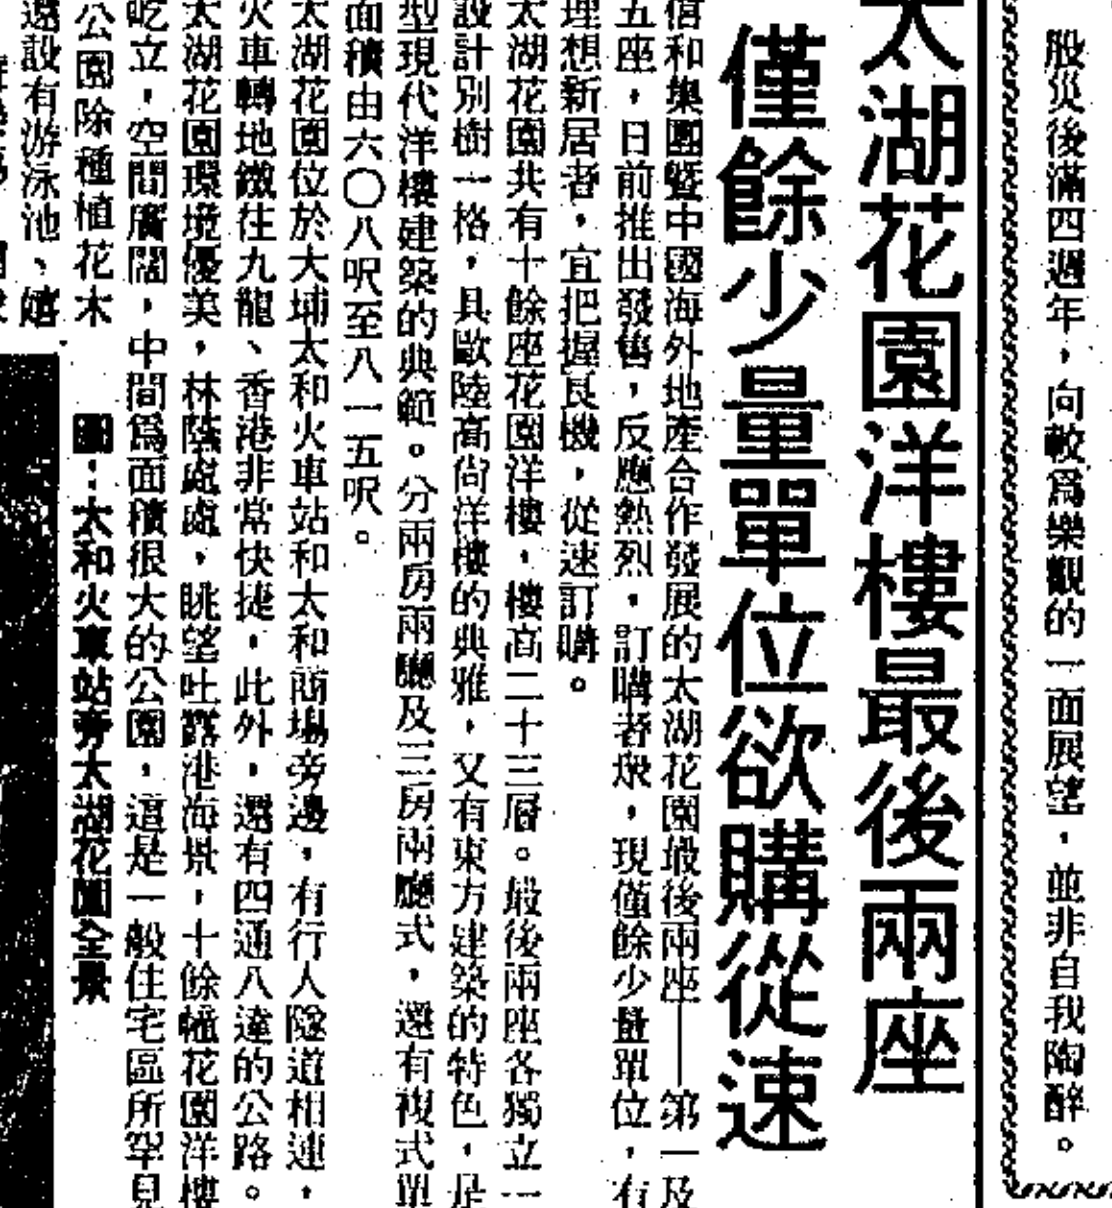 股災後滿四週年，向較爲樂觀的一面展望，並非自我陶醉。
太湖花園洋樓最後兩座
僅餘少量單位欲購從速
信和集團暨中國海外地產合作發展的太湖花園最後兩座——第一及
五座，日前推出發售，反應熱烈，訂購者衆，現僅餘少量單位，有
理想新居者，宜把握良機，從速訂購。
太湖花園共有十餘座花園洋樓，樓高二十三層。最後兩座各獨立一
設計別樹一格，具歐陸高尚洋樓的典雅，又有東方建築的特色，是
型現代洋樓建築的典範。分兩房兩廳及三房兩廳式，還有複式單
面積由六〇八呎至八一五呎。
太湖花園位於大埔太和火車站和太和商場旁邊，有行人隧道相連，
火車轉地鐵往九龍、香港非常快捷，此外，還有四通八達的公路。
太湖花園環境優美，林蔭處處，眺望吐露港海景，十餘幢花園洋樓
屹立，空間廣闊，中間爲面積很大的公園，這是一般住宅區所罕見
公園除種植花木
還設有游泳池、嬉
圖：太和火車站旁太湖花園全景